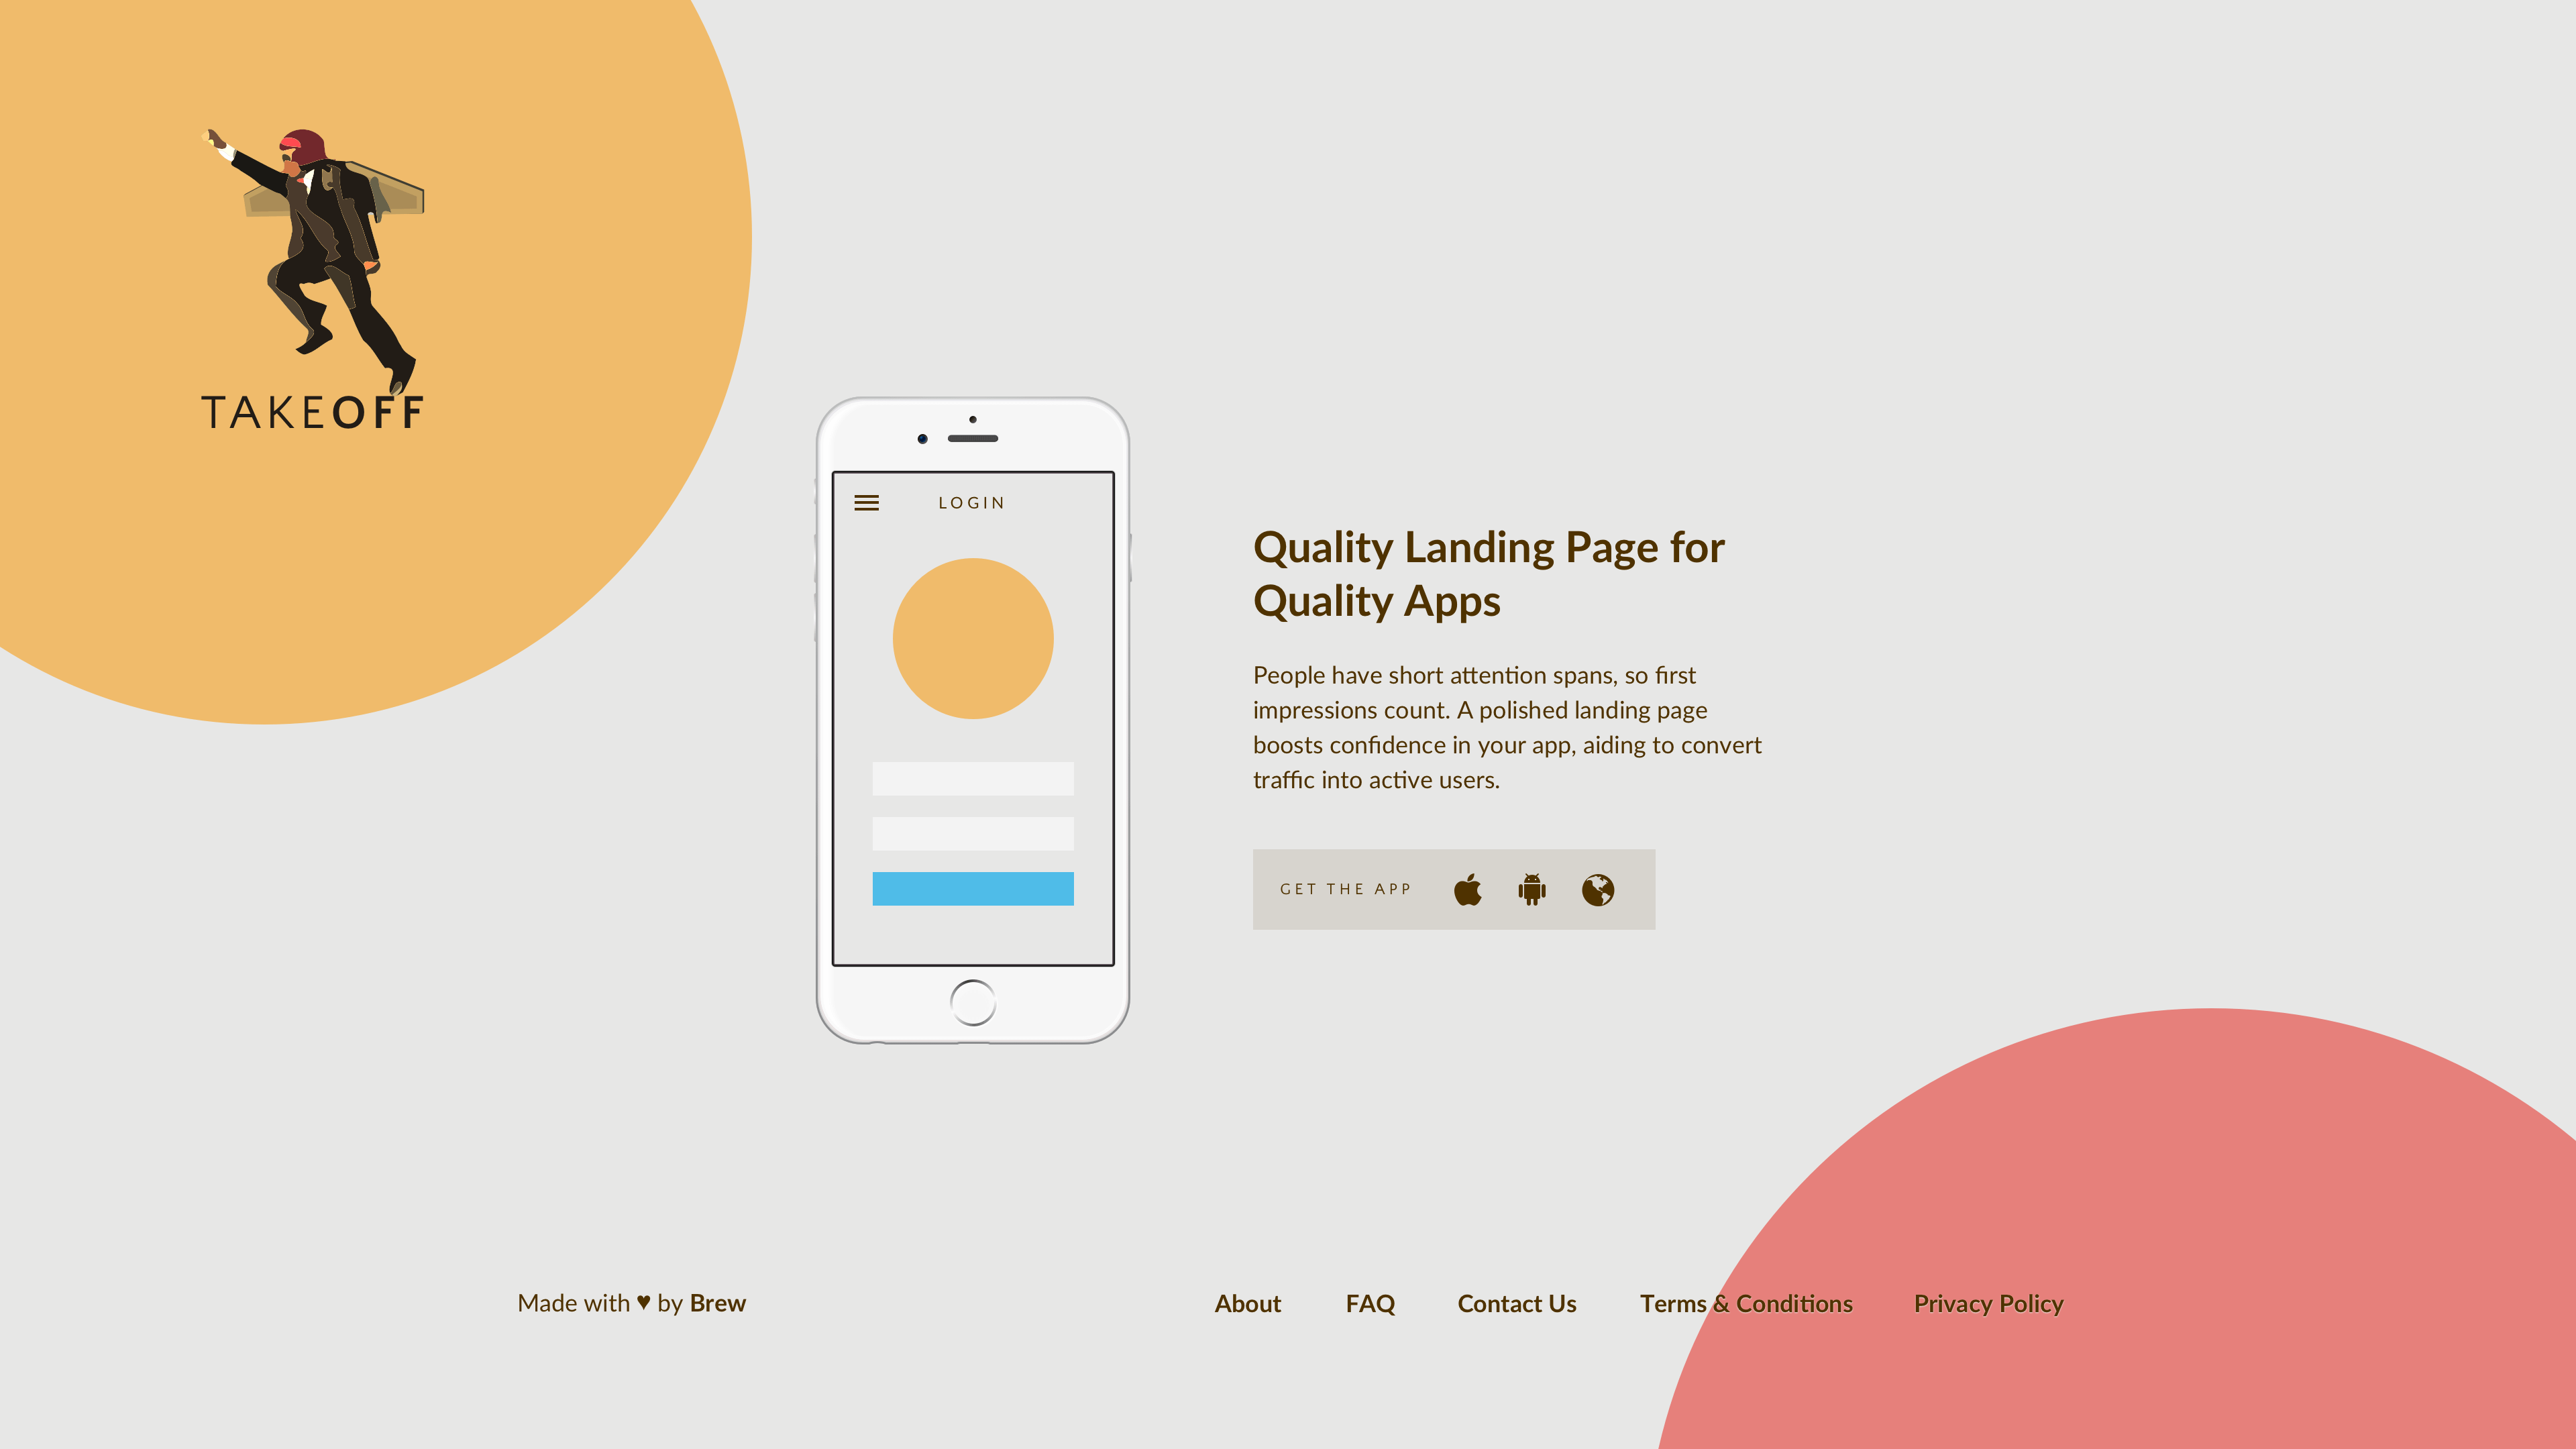 TAKEOFF
LOGIN
Quality Landing Page for
Quality Apps
People have short attention spans, so first
impressions count. A polished landing page
boosts confidence in your app, aiding to convert
traffic into active users.
GET THE APP
Made with ♥ by Brew
About FAQ Contact Us Terms & Conditions Privacy Policy